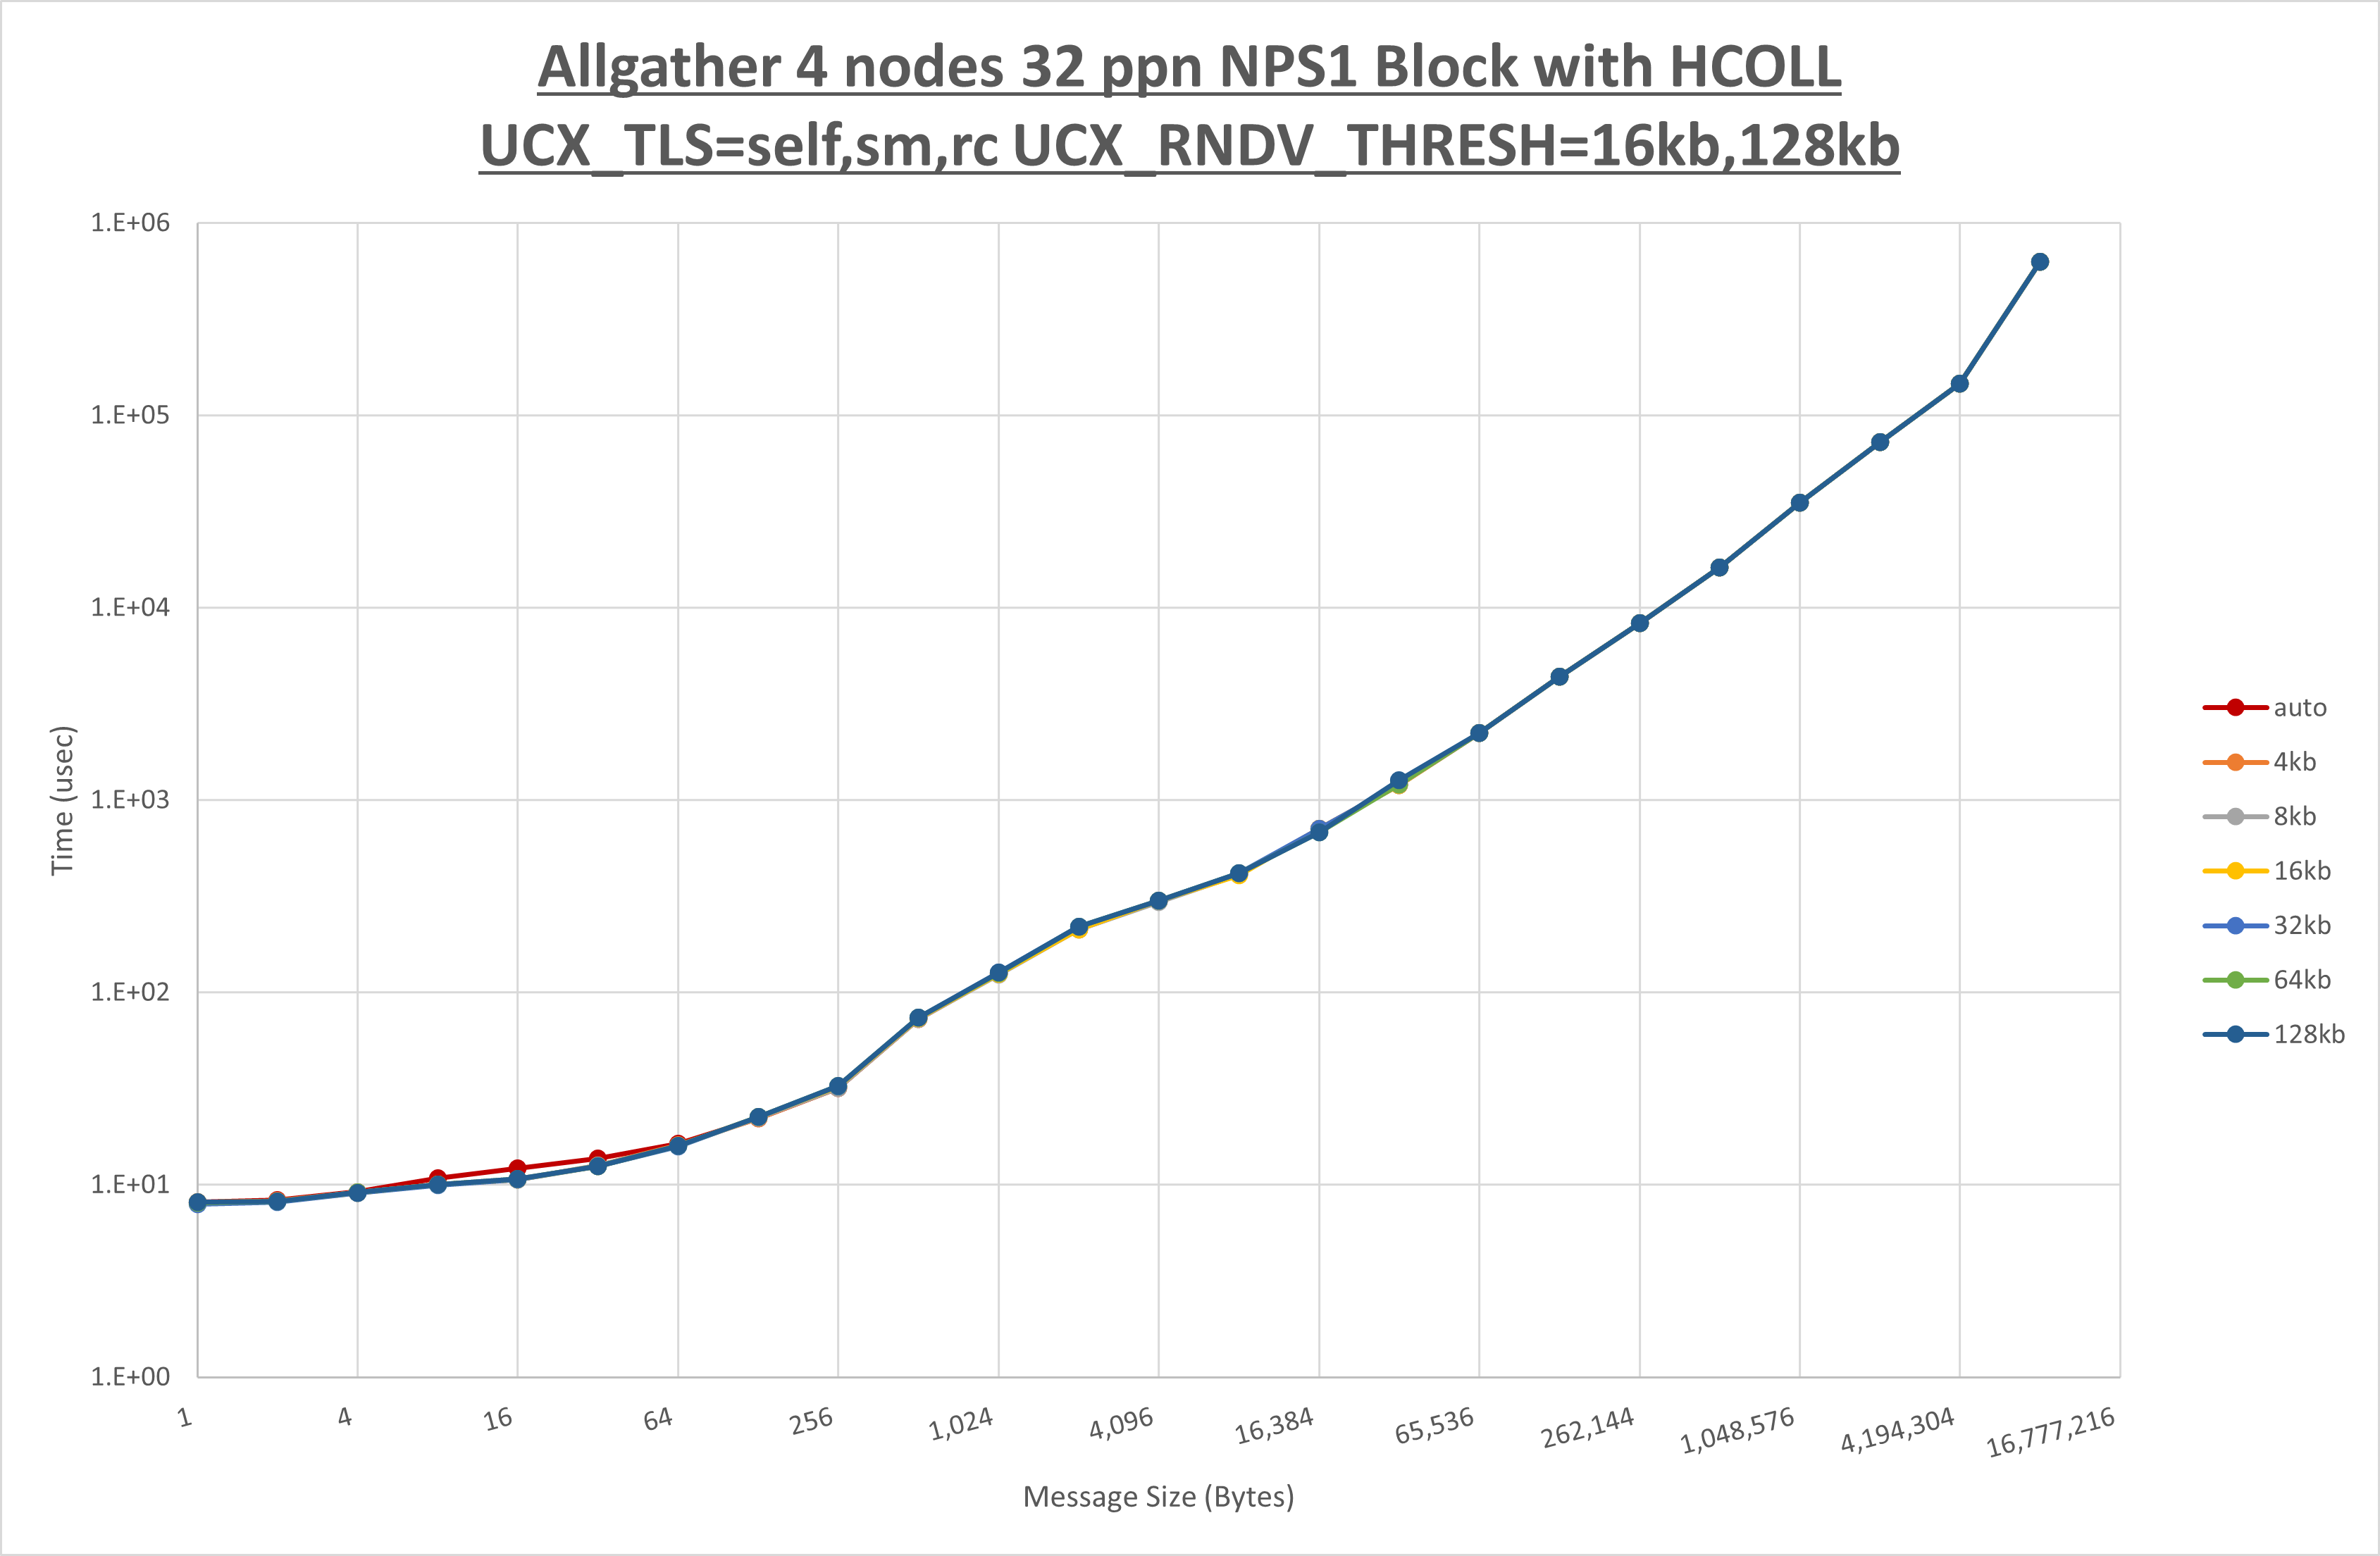 Allgather 4 nodes 32 ppn NPS1 Block with HCOLL
UCX_TLS=self,sm,rc UCX_RNDV_THRESH=16kb,128kb
1.E+06
1.E+05
1.E+04
1.E+03
1.E+02
1.E+01
1.E+00
Time (usec)
1
4
16
64
256
1,024
4,096
16,384
65,536
262,144
1,048,576
4,194,304
16,777,216
Message Size (Bytes)
auto
4kb
8kb
16kb
32kb
64kb
128kb